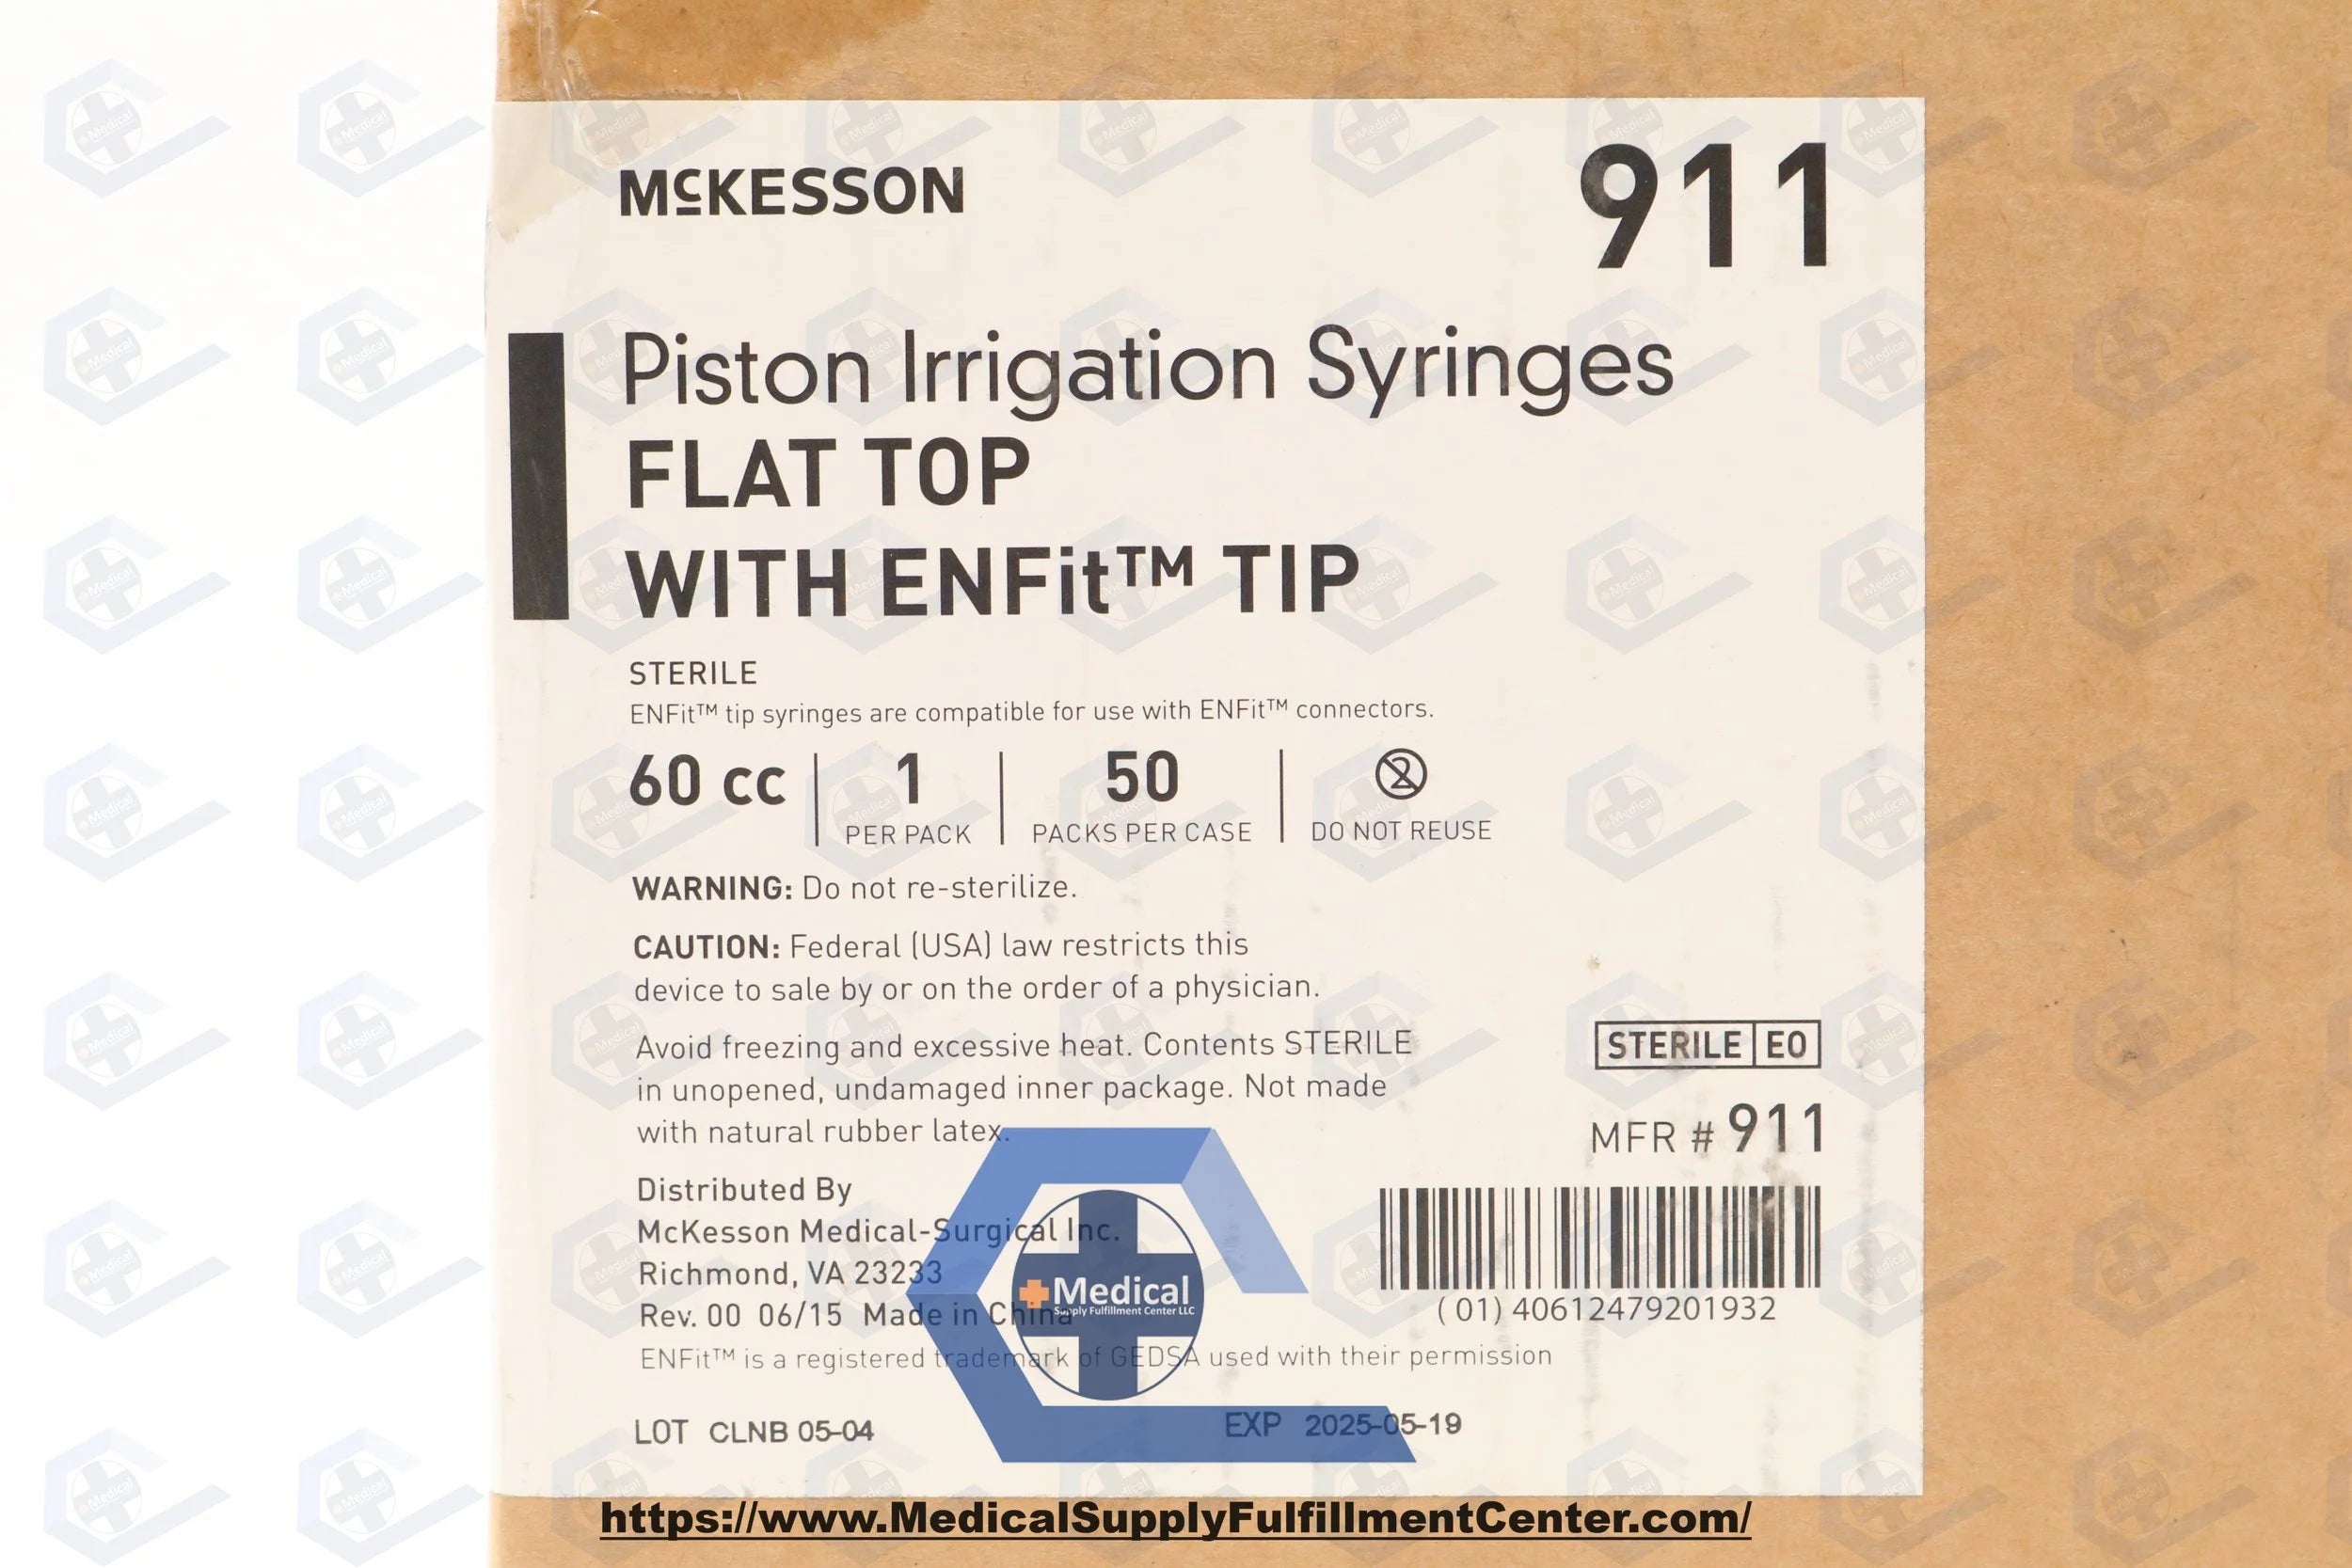 McKESSON
911
Piston Irrigation Syringes
FLAT TOP
WITH ENFit™ TIP
STERILE
ENFit™ tip syringes are compatible for use with ENFit™ connectors.
60 cc
1
PER PACK
50
PACKS PER CASE
2
DO NOT REUSE
WARNING: Do not re-sterilize.
CAUTION: Federal (USA) law restricts this
device to sale by or on the order of a physician.
Avoid freezing and excessive heat. Contents STERILE
in unopened, undamaged inner package. Not made
with natural rubber latex.
STERILE EO
MFR # 911
Distributed By
McKesson Medical-Surgical Inc.
Richmond, VA 23233
Rev. 00 06/15 Made in China
ENFit™ is a registered trademark of GEDSA used with their permission
(01) 40612479201932
Medical
Supply Fulfillment Center LLC
LOT CLNB 05-04
EXP 2025-05-19
https://www.MedicalSupplyFulfillmentCenter.com/